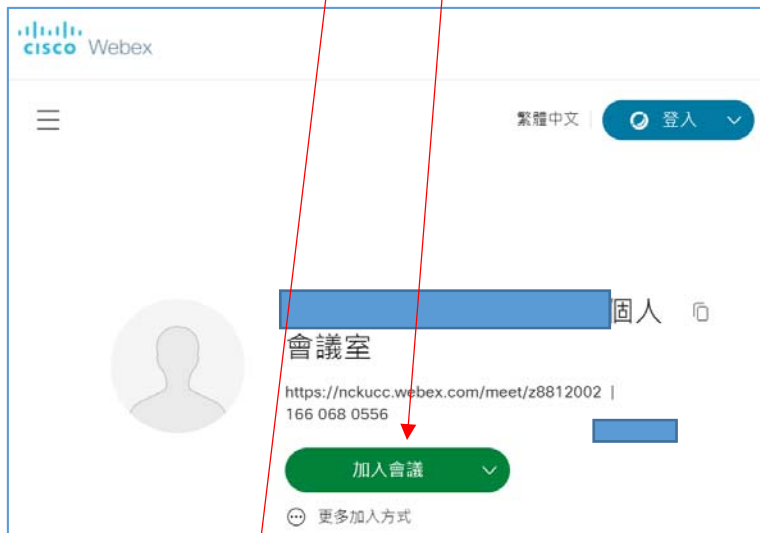 CISCO Webex
繁體中文 | 登入
個人
會議室
https://nckucc.webex.com/meet/z8812002 |
166 068 0556
加入會議
更多加入方式